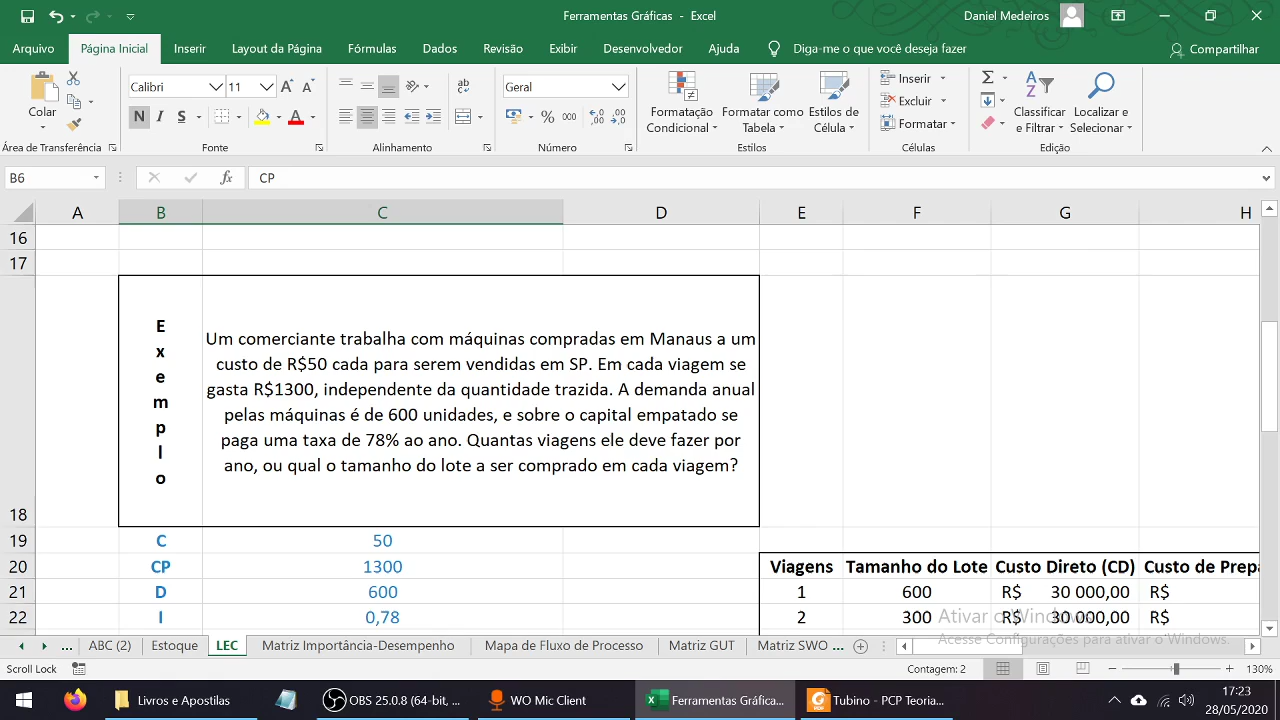 Ferramentas Gráficas - Excel
Daniel Medeiros
Arquivo Página Inicial Inserir Layout da Página Fórmulas Dados Revisão Exibir Desenvolvedor Ajuda Diga-me o que você deseja fazer Compartilhar
Colar
Calibri 11
N I S
Geral
% 000
Formatação Condicional
Formatar como Tabela
Estilos de Célula
Inserir
Excluir
Formatar
Classificar e Filtrar
Localizar e Selecionar
Área de Transferência Fonte Alinhamento Número Estilos Células Edição
B6 fx CP
A B C D E F G H
16
17
18
Exemplo
Um comerciante trabalha com máquinas compradas em Manaus a um
custo de R$50 cada para serem vendidas em SP. Em cada viagem se
gasta R$1300, independente da quantidade trazida. A demanda anual
pelas máquinas é de 600 unidades, e sobre o capital empatado se
paga uma taxa de 78% ao ano. Quantas viagens ele deve fazer por
ano, ou qual o tamanho do lote a ser comprado em cada viagem?
19 C 50
20 CP 1300 Viagens Tamanho do Lote Custo Direto (CD) Custo de Prepa
21 D 600 1 600 R$ 30 000,00 R$
22 I 0,78 2 300 R$ 30 000,00 R$
Ativar o Windows
Acesse Configurações para ativar o Windows.
... ABC (2) Estoque LEC Matriz ImportânciaxDesempenho Mapa de Fluxo de Processo Matriz GUT Matriz SWO ...
Scroll Lock Contagem: 2 130%
Livros e Apostilas OBS 25.0.8 (64-bit, ... WO Mic Client Ferramentas Gráfica... Tubino - PCP Teoria...
17:23
28/05/2020